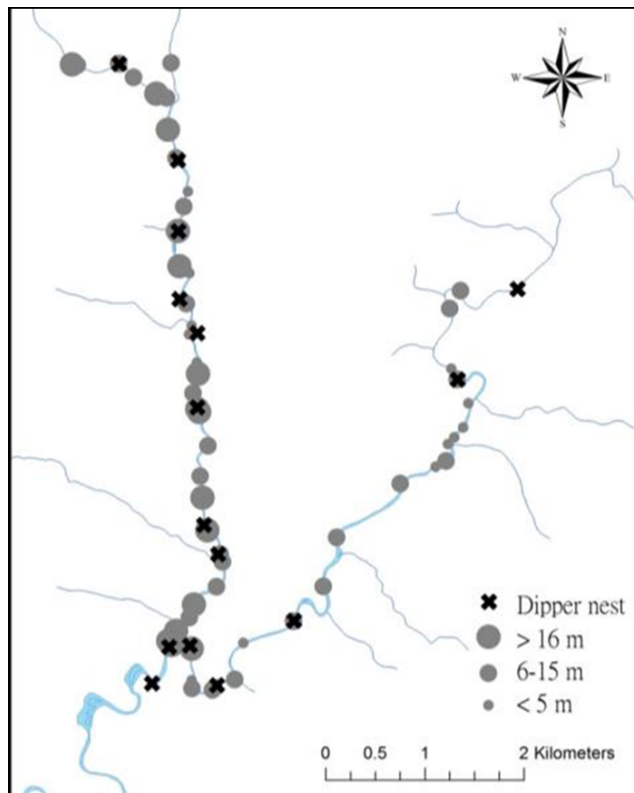 N
W E
S
Dipper nest
> 16 m
6-15 m
< 5 m
0 0.5 1 2 Kilometers